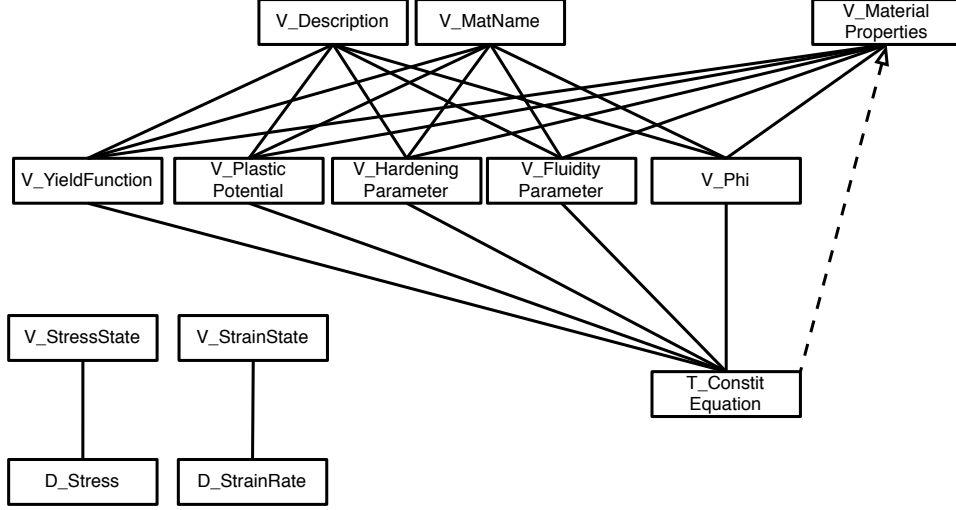 V_Description
V_MatName
V_Material
Properties
V_YieldFunction
V_Plastic
Potential
V_Hardening
Parameter
V_Fluidity
Parameter
V_Phi
V_StressState
V_StrainState
T_Constit
Equation
D_Stress
D_StrainRate